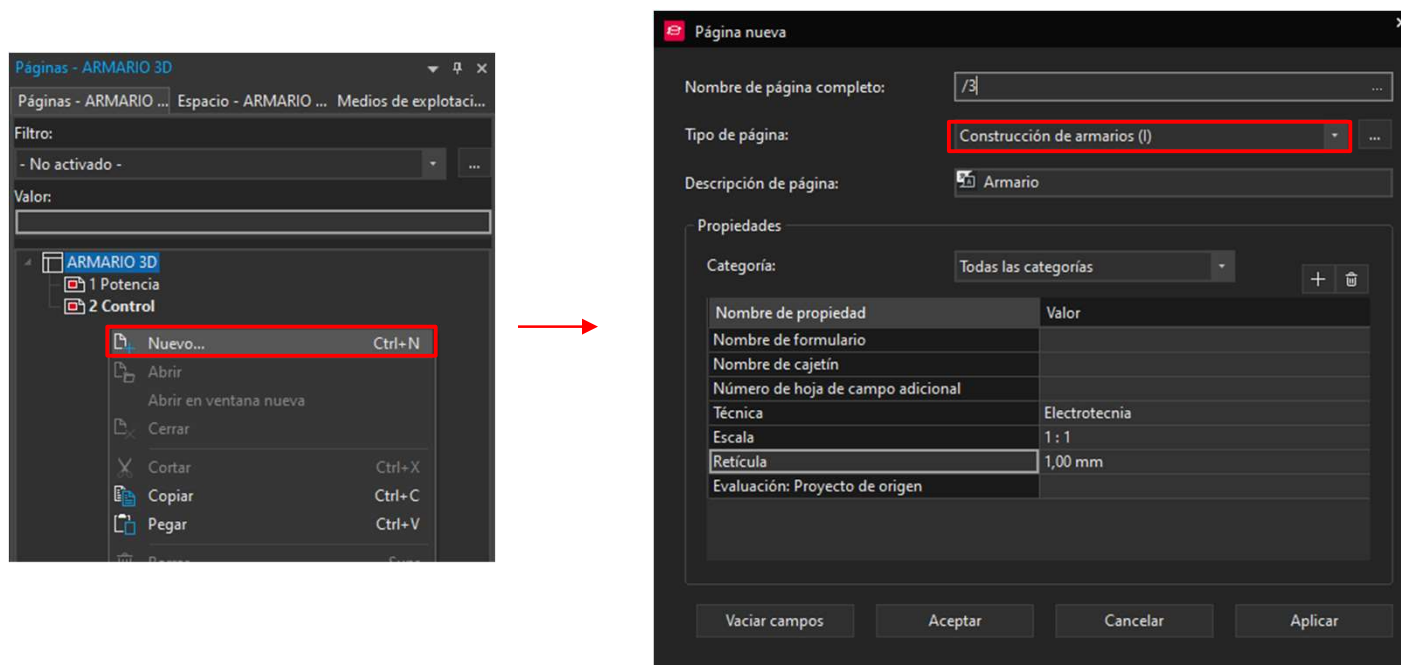 Páginas - ARMARIO 3D
Páginas - ARMARIO ... Espacio - ARMARIO ... Medios de explotaci...
Filtro:
- No activado -
...
Valor:
ARMARIO 3D
1 Potencia
2 Control
Nuevo... Ctrl+N
Abrir
Abrir en ventana nueva
Cerrar
Cortar Ctrl+X
Copiar Ctrl+C
Pegar Ctrl+V
Página nueva
Nombre de página completo: /3 ...
Tipo de página: Construcción de armarios (I) ...
Descripción de página: Armario
Propiedades
Categoría: Todas las categorías
Nombre de propiedad Valor
Nombre de formulario
Nombre de cajetín
Número de hoja de campo adicional
Técnica Electrotecnia
Escala 1 : 1
Retícula 1,00 mm
Evaluación: Proyecto de origen
Vaciar campos Aceptar Cancelar Aplicar